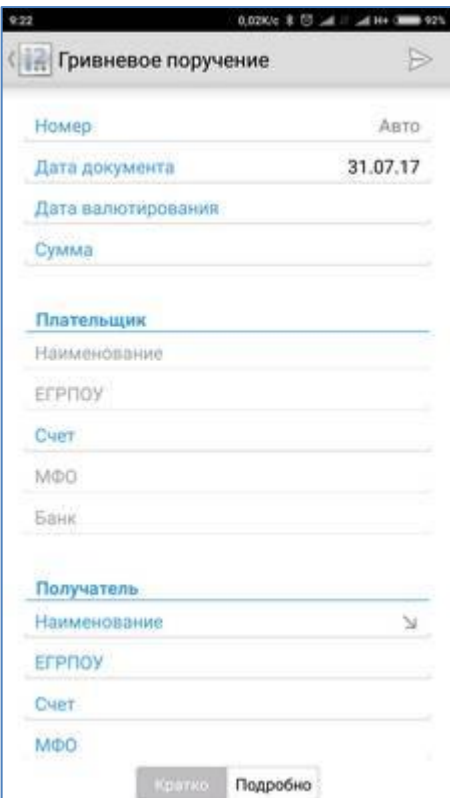 9:22 0,02K/c H+ 92%
Гривневое поручение
Номер Авто
Дата документа 31.07.17
Дата валютирования
Сумма
Плательщик
Наименование
ЕГРПОУ
Счет
МФО
Банк
Получатель
Наименование
ЕГРПОУ
Счет
МФО
Кратко Подробно